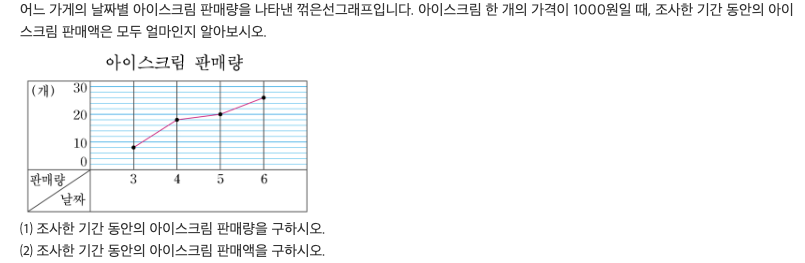 어느 가게의 날짜별 아이스크림 판매량을 나타낸 꺾은선그래프입니다. 아이스크림 한 개의 가격이 1000원일 때, 조사한 기간 동안의 아이
스크림 판매액은 모두 얼마인지 알아보시오.
아이스크림 판매량
(개) 30
20
10
0
판매량
날짜
3 4 5 6
(1) 조사한 기간 동안의 아이스크림 판매량을 구하시오.
(2) 조사한 기간 동안의 아이스크림 판매액을 구하시오.